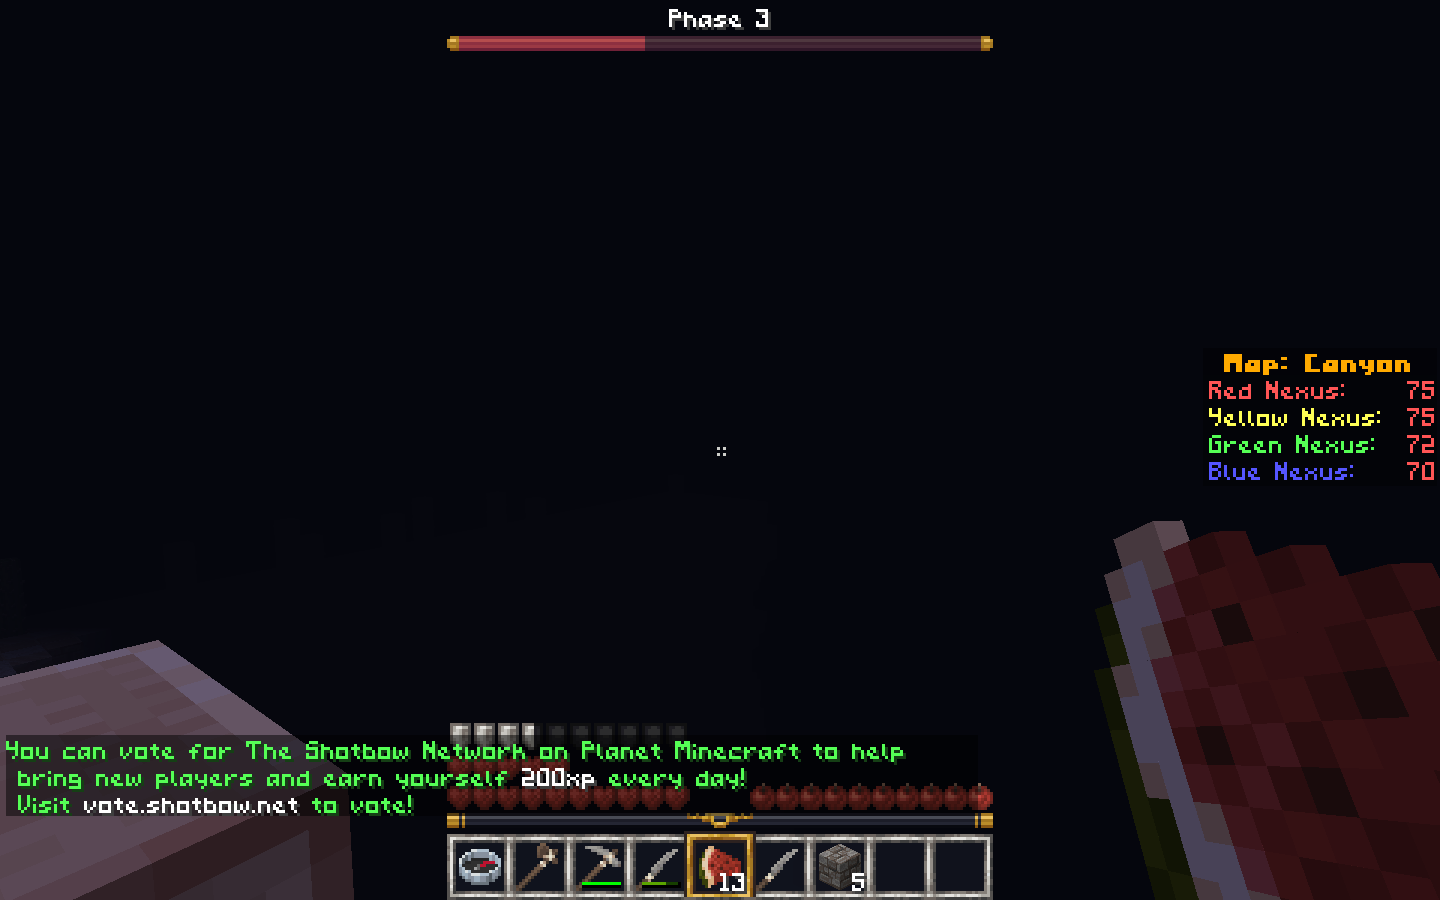 Phase 3
Map: Canyon
Red Nexus: 75
Yellow Nexus: 75
Green Nexus: 72
Blue Nexus: 70
You can vote for The Shotbow Network on Planet Minecraft to help
bring new players and earn yourself 200xp every day!
Visit vote.shotbow.net to vote!
13
5